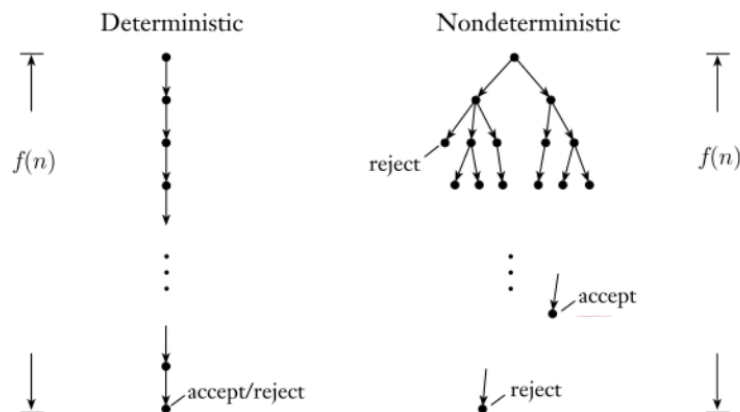 Deterministic
Nondeterministic
f(n)
reject
f(n)
accept
accept/reject
reject